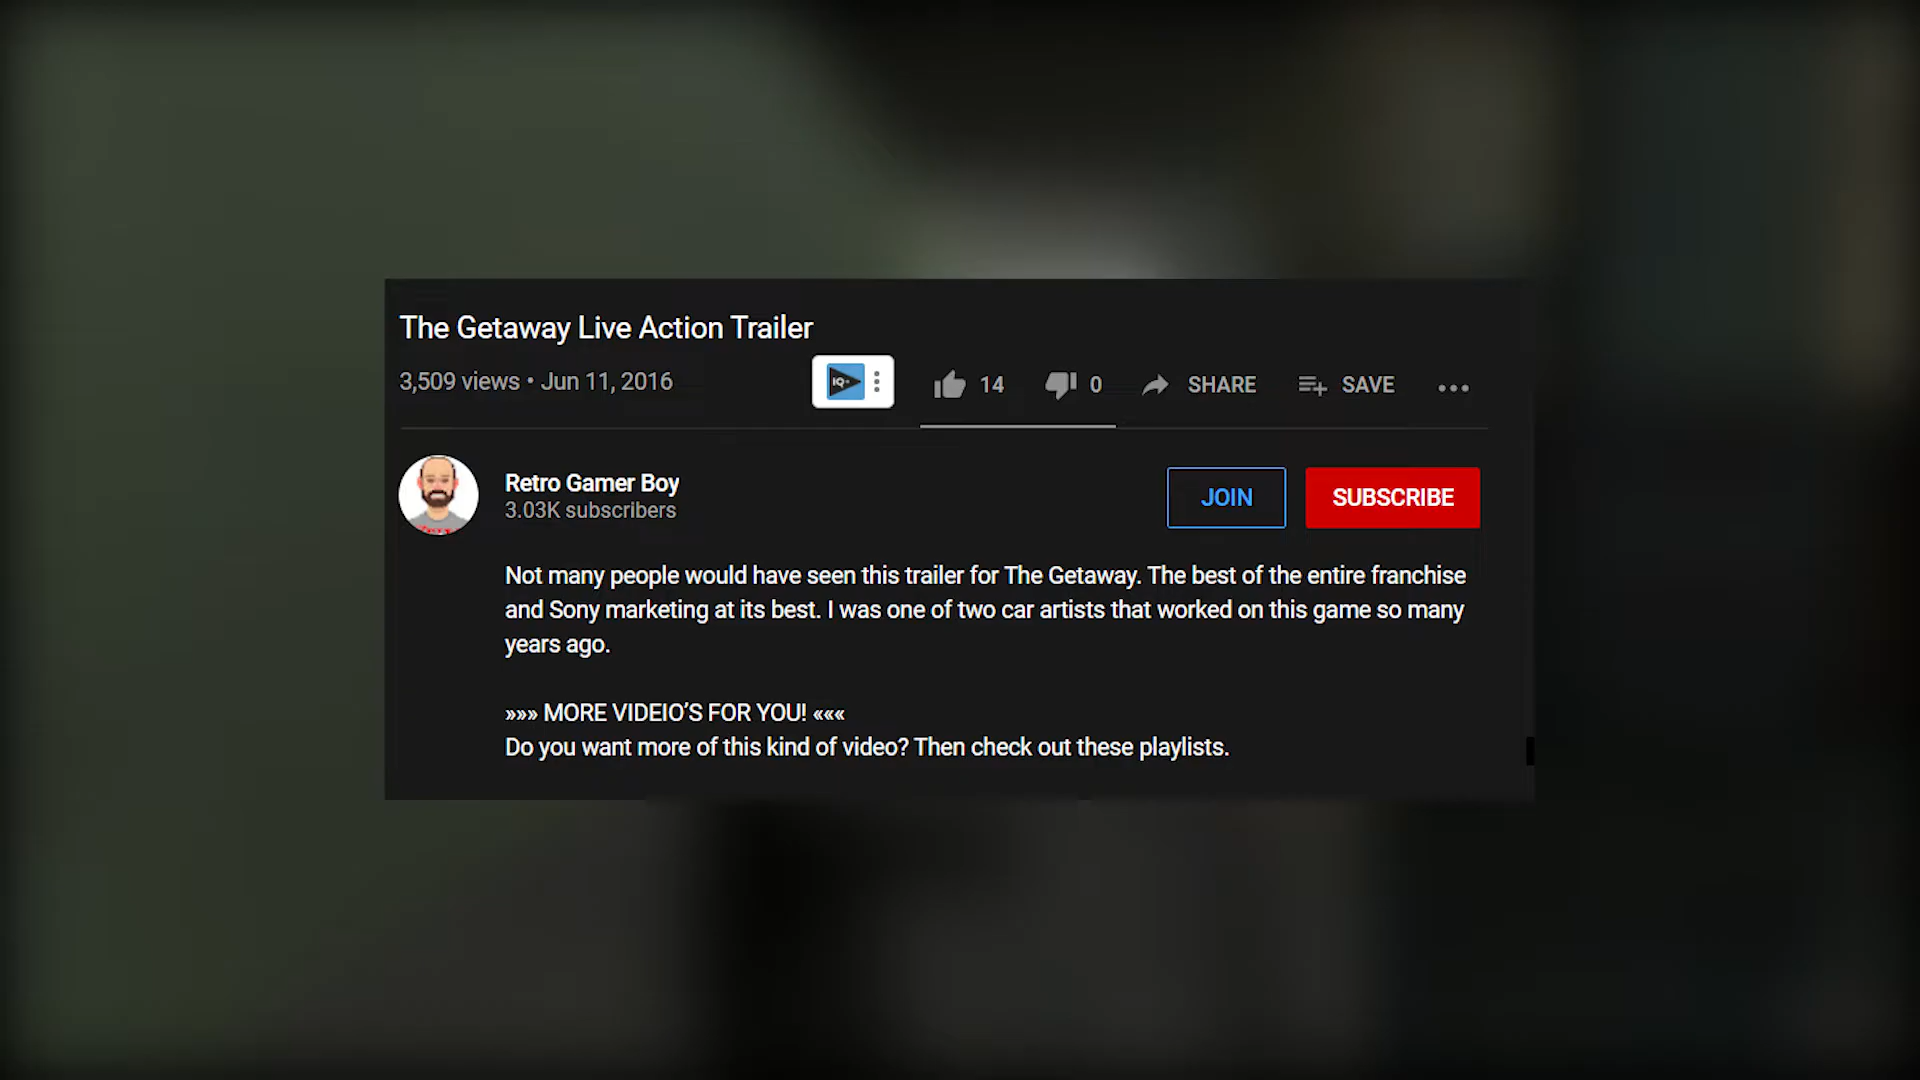 The Getaway Live Action Trailer
3,509 views • Jun 11, 2016
IQ
14
0
SHARE
SAVE
Retro Gamer Boy
3.03K subscribers
JOIN
SUBSCRIBE
Not many people would have seen this trailer for The Getaway. The best of the entire franchise
and Sony marketing at its best. I was one of two car artists that worked on this game so many
years ago.
»»» MORE VIDEIO’S FOR YOU! «««
Do you want more of this kind of video? Then check out these playlists.